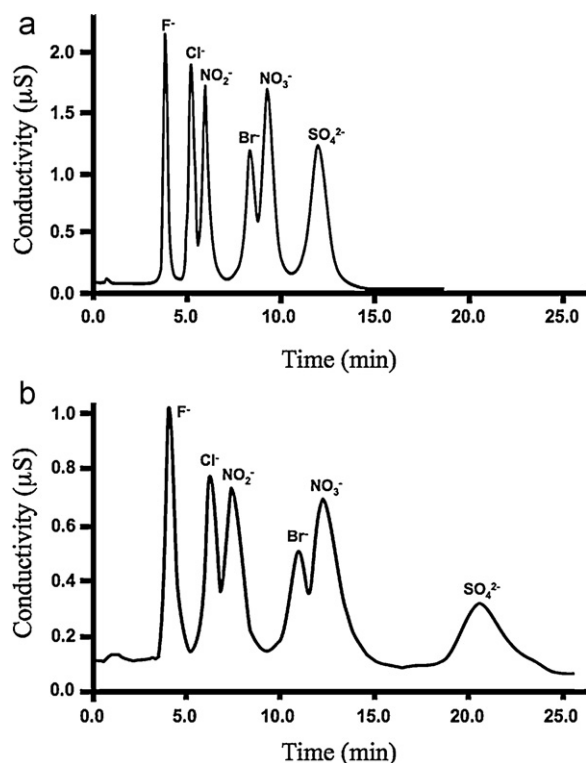 a
F⁻
Cl⁻
NO₂⁻
NO₃⁻
Br⁻
SO₄²⁻
Conductivity (µS)
2.0
1.5
1.0
0.5
0.0
0.0 5.0 10.0 15.0 20.0 25.0
Time (min)
b
F⁻
Cl⁻
NO₂⁻
NO₃⁻
Br⁻
SO₄²⁻
Conductivity (µS)
1.0
0.8
0.6
0.4
0.2
0.0
0.0 5.0 10.0 15.0 20.0 25.0
Time (min)